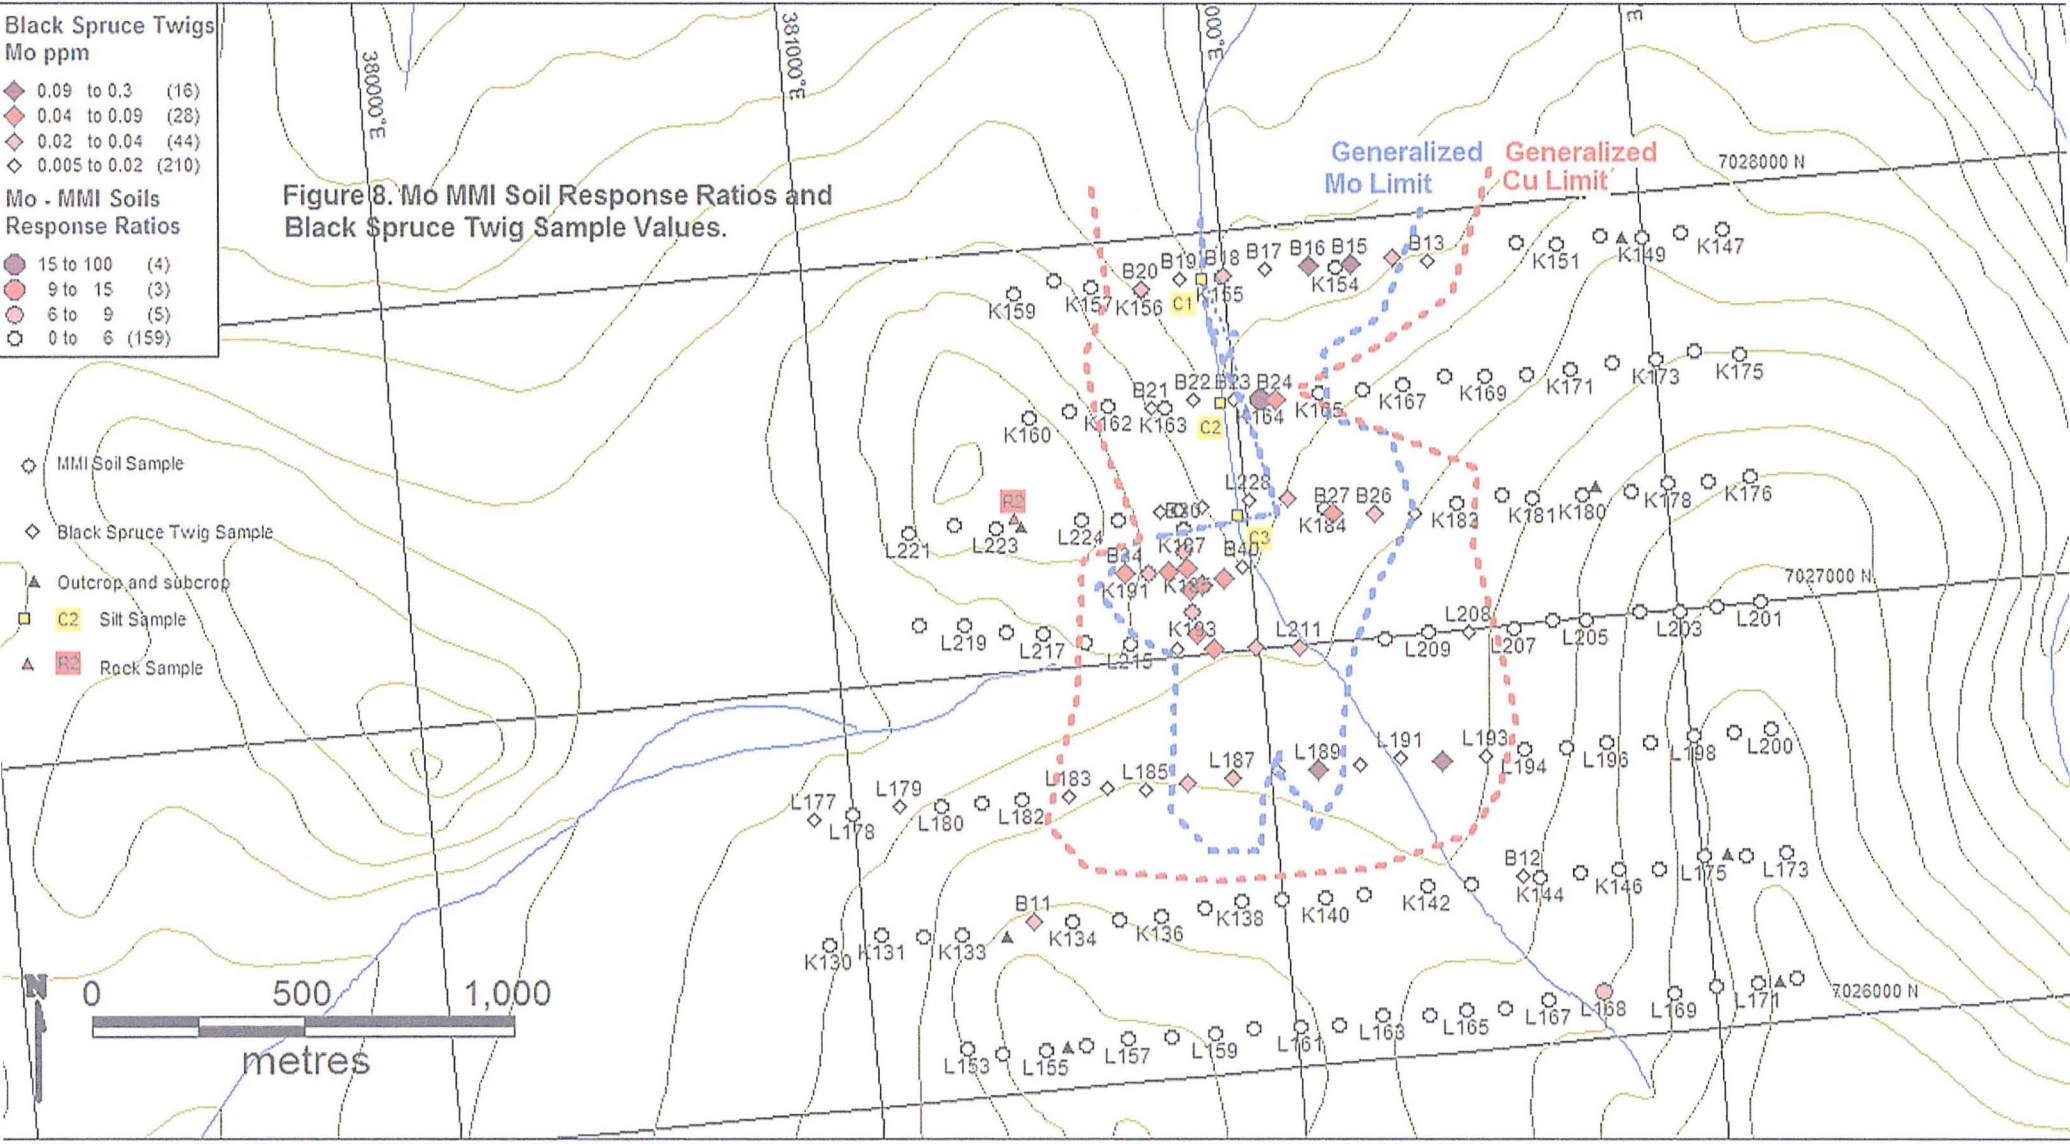 Black Spruce Twigs
Mo ppm
0.09 to 0.3 (16)
0.04 to 0.09 (28)
0.02 to 0.04 (44)
0.005 to 0.02 (210)
Mo - MMI Soils
Response Ratios
15 to 100 (4)
9 to 15 (3)
6 to 9 (5)
0 to 6 (159)
380000°E
381000°E
00°E
°E
Figure 8. Mo MMI Soil Response Ratios and
Black Spruce Twig Sample Values.
Generalized
Mo Limit
Generalized
Cu Limit
7028000 N
K159 K157 B20 K156 B19 C1 B18 K155 B17 B16 B15 K154 B13 K151 K149 K147
K160 K162 B21 K163 B22 C2 B23 B24 K164 K165 K167 K169 K171 K173 K175
MMI Soil Sample
Black Spruce Twig Sample
Outcrop and subcrop
C2 Silt Sample
R2 Rock Sample
R2
L221 L223 L224 K187 L228 C3 B27 K184 B26 K183 K181 K180 K178 K176
B34 K191 B40
7027000 N
L219 L217 L215 K193 L211 L209 L208 L207 L205 L203 L201
L177 L178 L179 L180 L182 L183 L185 L187 L189 L191 L193 L194 L196 L198 L200
K130 K131 K133 B11 K134 K136 K138 K140 K142 B12 K144 K146 L175 L173
7026000 N
L153 L155 L157 L159 L161 L163 L165 L167 L168 L169 L171
N
0 500 1,000
metres